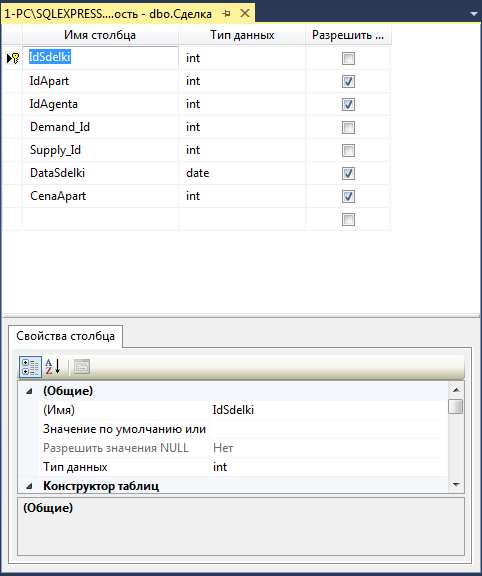 1-PC\SQLEXPRESS....ость - dbo.Сделка
Имя столбца Тип данных Разрешить ...
IdSdelki int
IdApart int
IdAgenta int
Demand_Id int
Supply_Id int
DataSdelki date
CenaApart int
Свойства столбца
A
Z
(Общие)
(Имя) IdSdelki
Значение по умолчанию или
Разрешить значения NULL Нет
Тип данных int
Конструктор таблиц
(Общие)